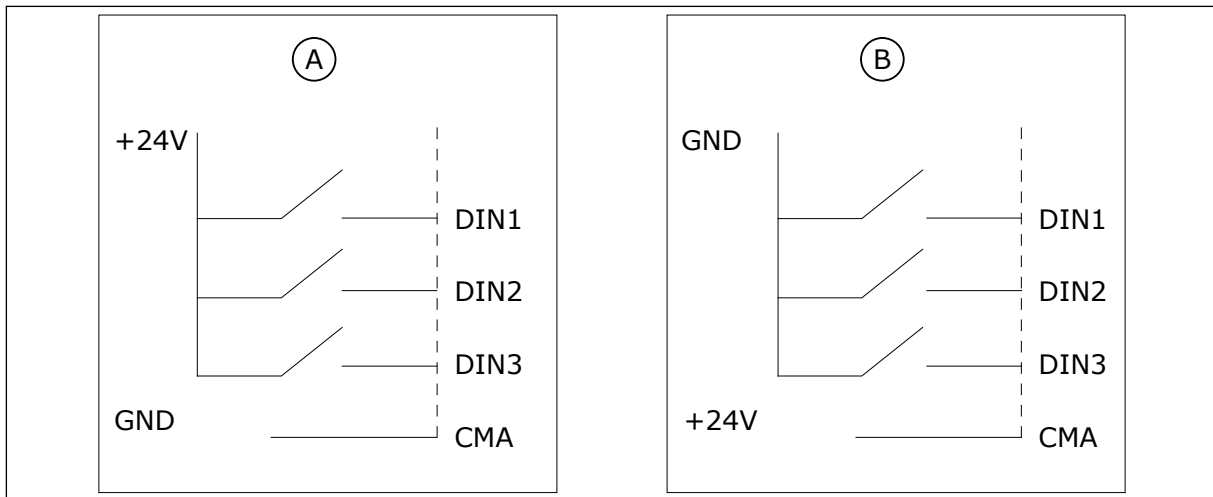 A
+24V
DIN1
DIN2
DIN3
GND
CMA
B
GND
DIN1
DIN2
DIN3
+24V
CMA